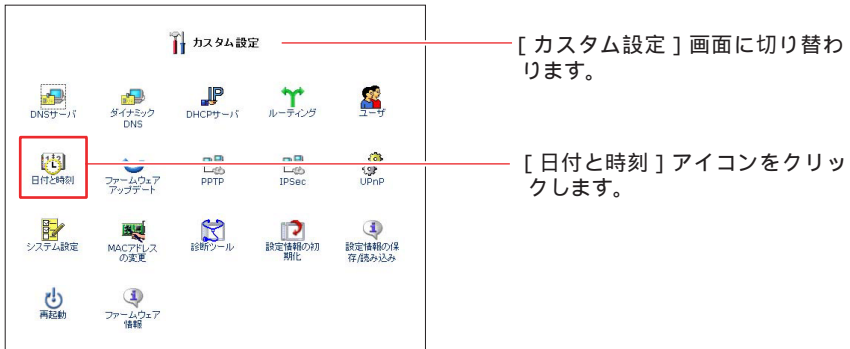 カスタム設定
[ カスタム設定 ] 画面に切り替わ
ります。
DNSサーバ
ダイナミック
DNS
DHCPサーバ
ルーティング
ユーザ
[ 日付と時刻 ] アイコンをクリッ
クします。
日付と時刻
ファームウェア
アップデート
PPTP
IPSec
UPnP
システム設定
MACアドレス
の変更
診断ツール
設定情報の初
期化
設定情報の保
存/読み込み
再起動
ファームウェア
情報